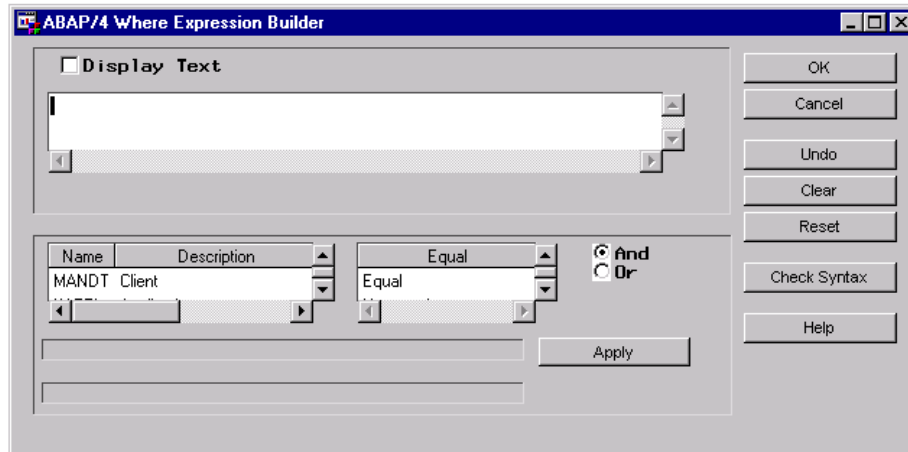 ABAP/4 Where Expression Builder
Display Text
OK
Cancel
Undo
Clear
Reset
Check Syntax
Help
Name Description
MANDT Client
Equal
Equal
And
Or
Apply